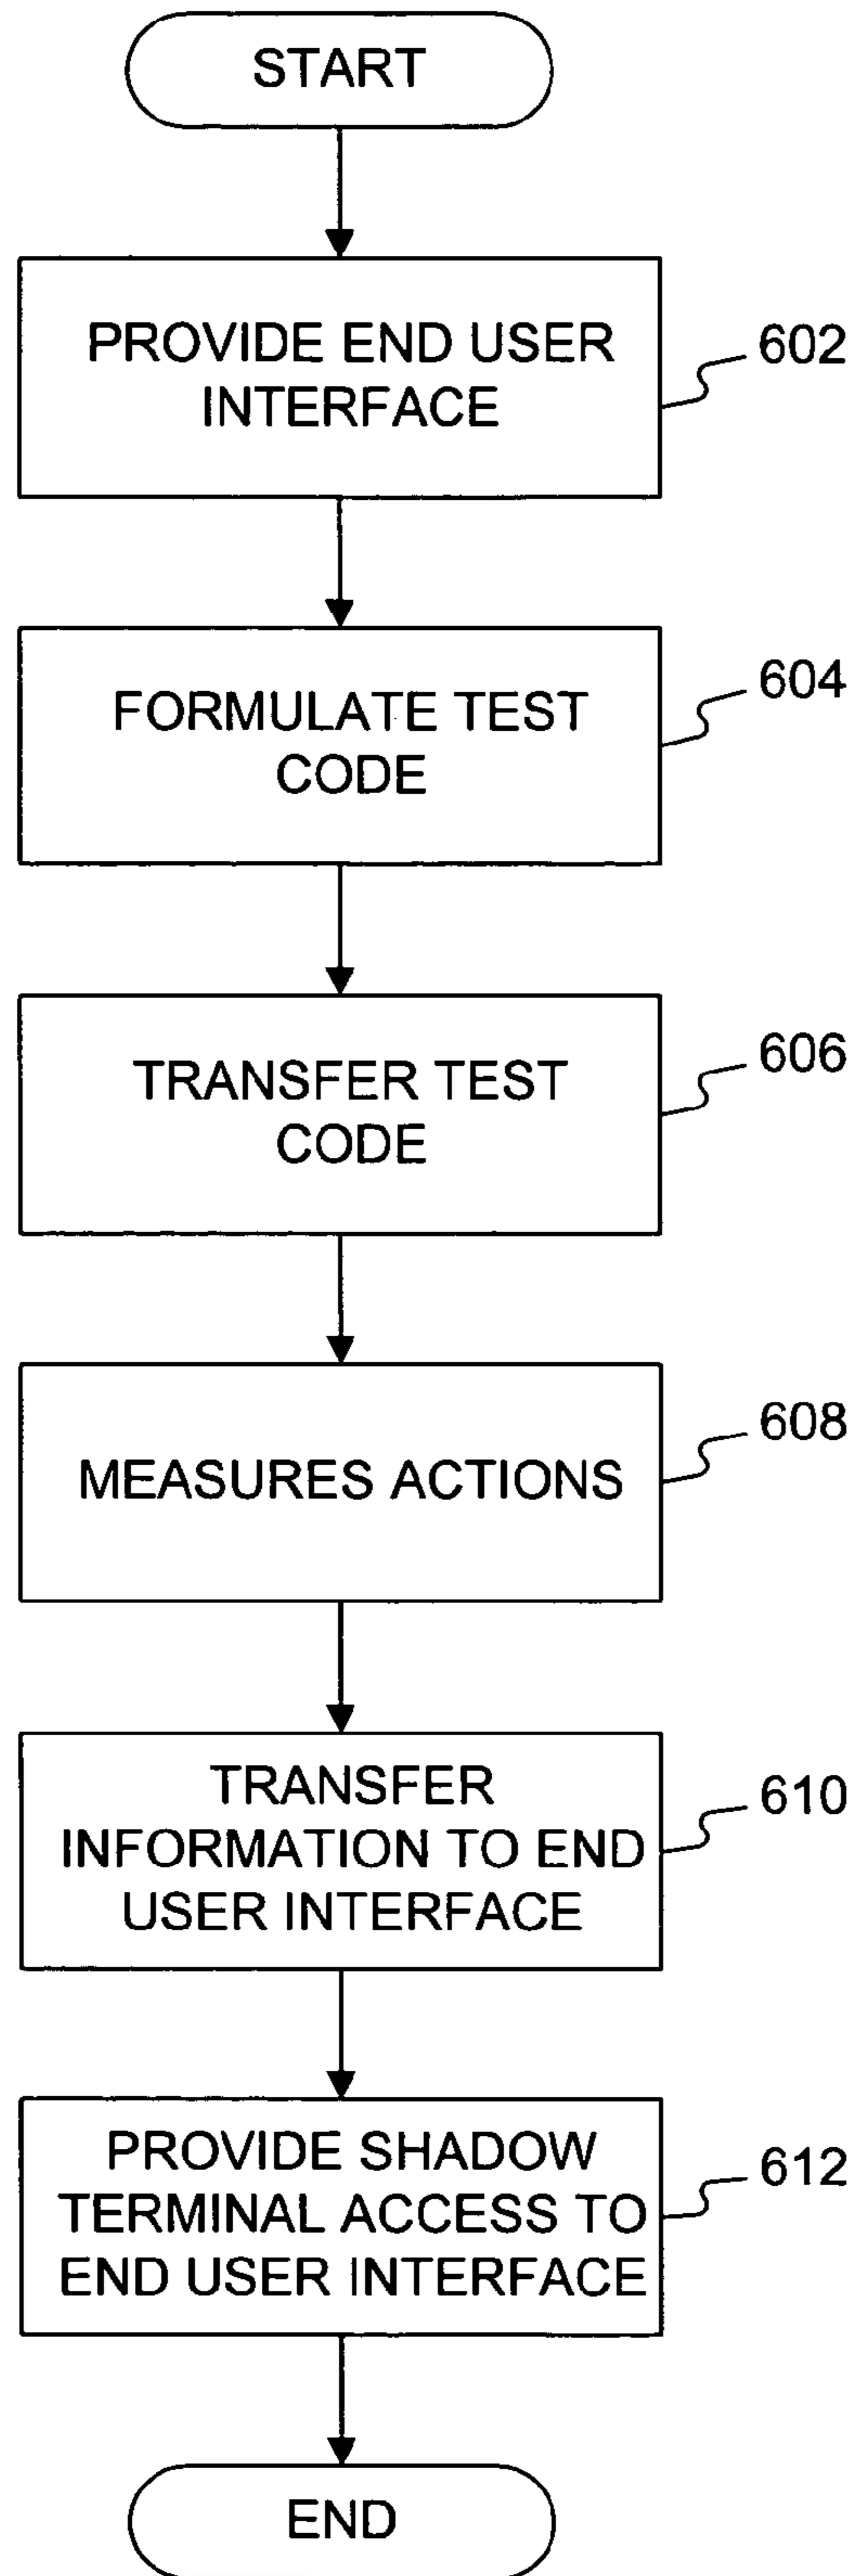 START
PROVIDE END USER
INTERFACE
602
FORMULATE TEST
CODE
604
TRANSFER TEST
CODE
606
MEASURES ACTIONS
608
TRANSFER
INFORMATION TO END
USER INTERFACE
610
PROVIDE SHADOW
TERMINAL ACCESS TO
END USER INTERFACE
612
END